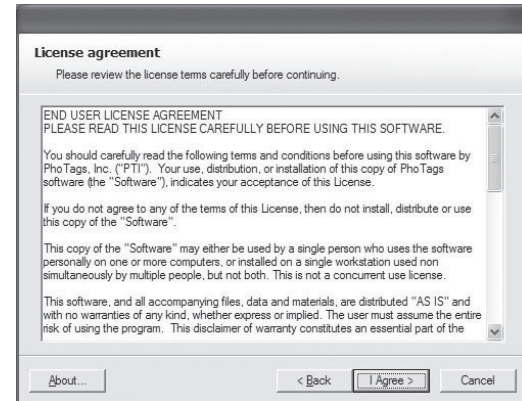 License agreement
Please review the license terms carefully before continuing.
END USER LICENSE AGREEMENT
PLEASE READ THIS LICENSE CAREFULLY BEFORE USING THIS SOFTWARE.
You should carefully read the following terms and conditions before using this software by
PhoTags, Inc. ("PTI").  Your use, distribution, or installation of this copy of PhoTags
software (the "Software"), indicates your acceptance of this License.
If you do not agree to any of the terms of this License, then do not install, distribute or use
this copy of the "Software".
This copy of the "Software" may either be used by a single person who uses the software
personally on one or more computers, or installed on a single workstation used non
simultaneously by multiple people, but not both. This is not a concurrent use license.
This software, and all accompanying files, data and materials, are distributed "AS IS" and
with no warranties of any kind, whether express or implied. The user must assume the entire
risk of using the program.  This disclaimer of warranty constitutes an essential part of the
About... < Back I Agree > Cancel